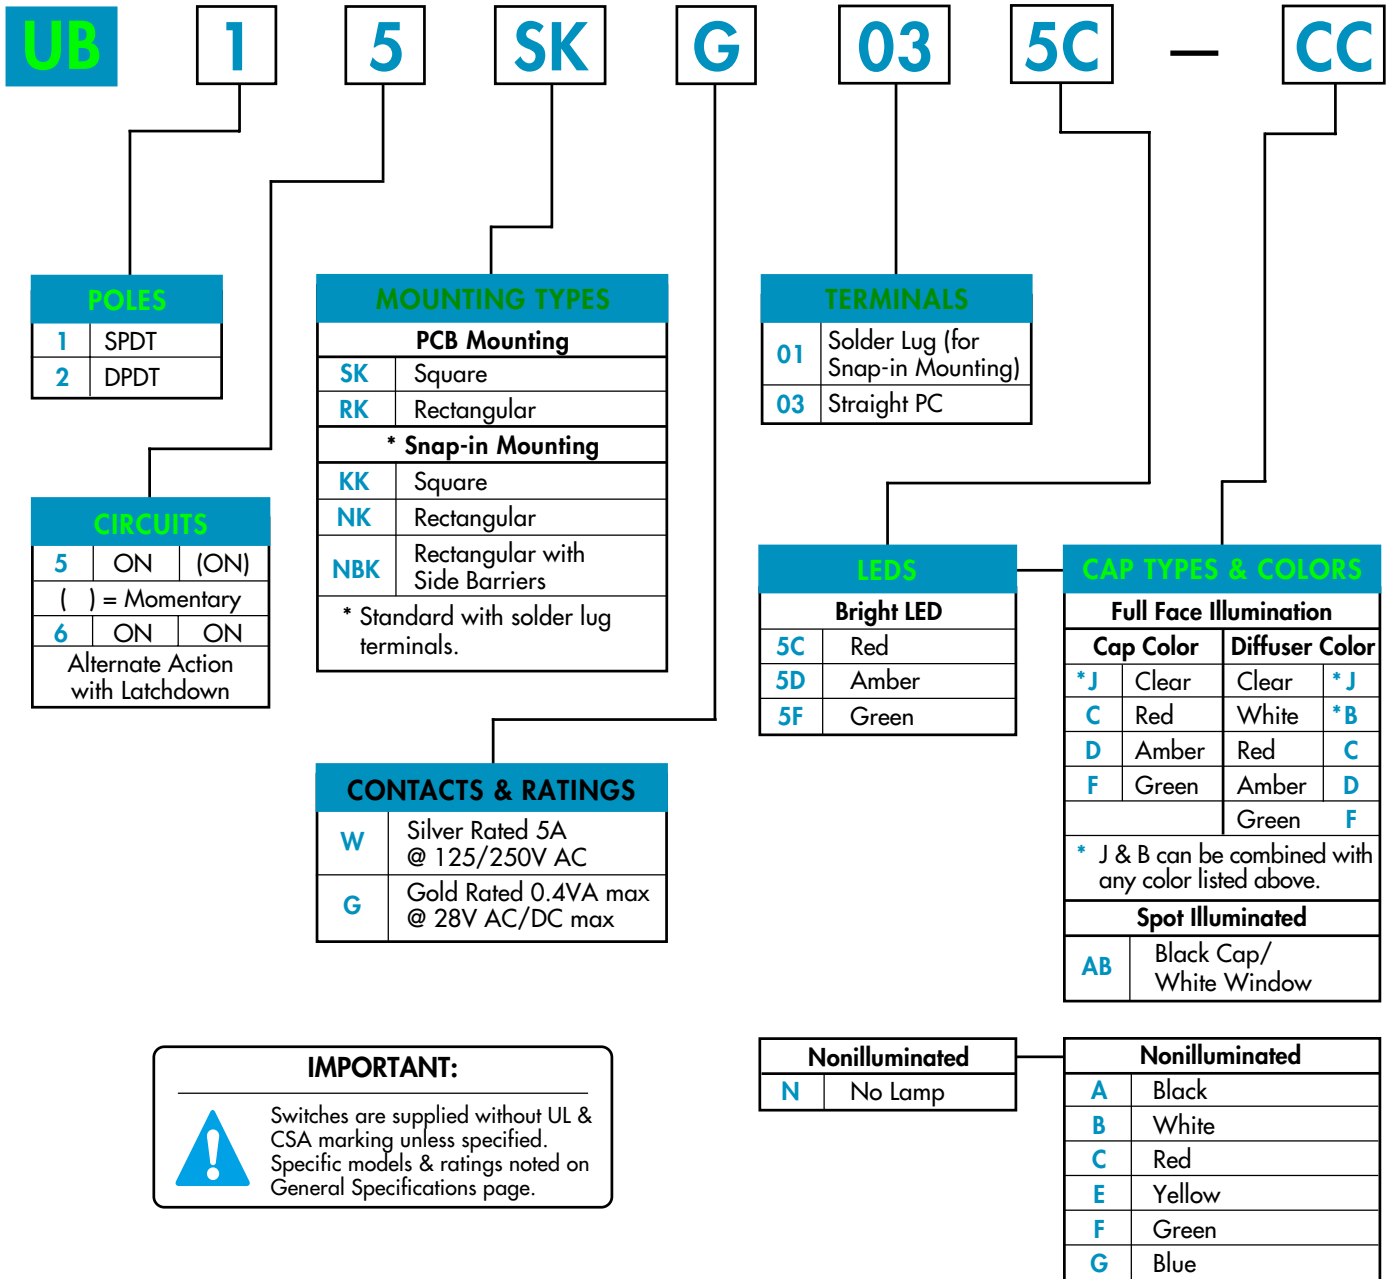 UB 1 5 SK G 03 5C — CC
POLES
1 SPDT
2 DPDT
CIRCUITS
5 ON (ON)
( ) = Momentary
6 ON ON
Alternate Action
with Latchdown
MOUNTING TYPES
PCB Mounting
SK Square
RK Rectangular
* Snap-in Mounting
KK Square
NK Rectangular
NBK Rectangular with
Side Barriers
* Standard with solder lug
terminals.
CONTACTS & RATINGS
W Silver Rated 5A
@ 125/250V AC
G Gold Rated 0.4VA max
@ 28V AC/DC max
TERMINALS
01 Solder Lug (for
Snap-in Mounting)
03 Straight PC
LEDS
Bright LED
5C Red
5D Amber
5F Green
CAP TYPES & COLORS
Full Face Illumination
Cap Color Diffuser Color
*J Clear Clear *J
C Red White *B
D Amber Red C
F Green Amber D
Green F
* J & B can be combined with
any color listed above.
Spot Illuminated
AB Black Cap/
White Window
Nonilluminated
N No Lamp
Nonilluminated
A Black
B White
C Red
E Yellow
F Green
G Blue
IMPORTANT:
Switches are supplied without UL &
CSA marking unless specified.
Specific models & ratings noted on
General Specifications page.